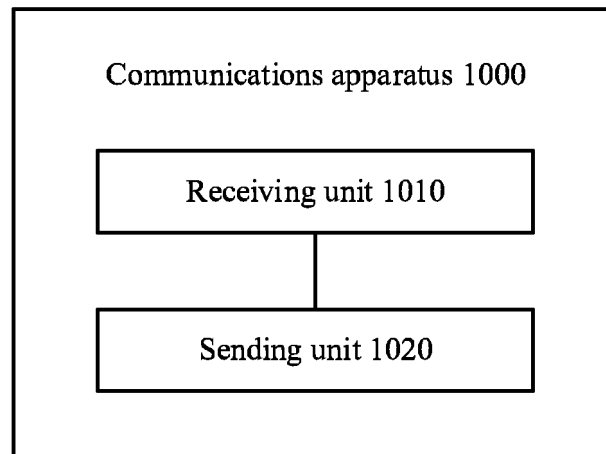 Communications apparatus 1000
Receiving unit 1010
Sending unit 1020